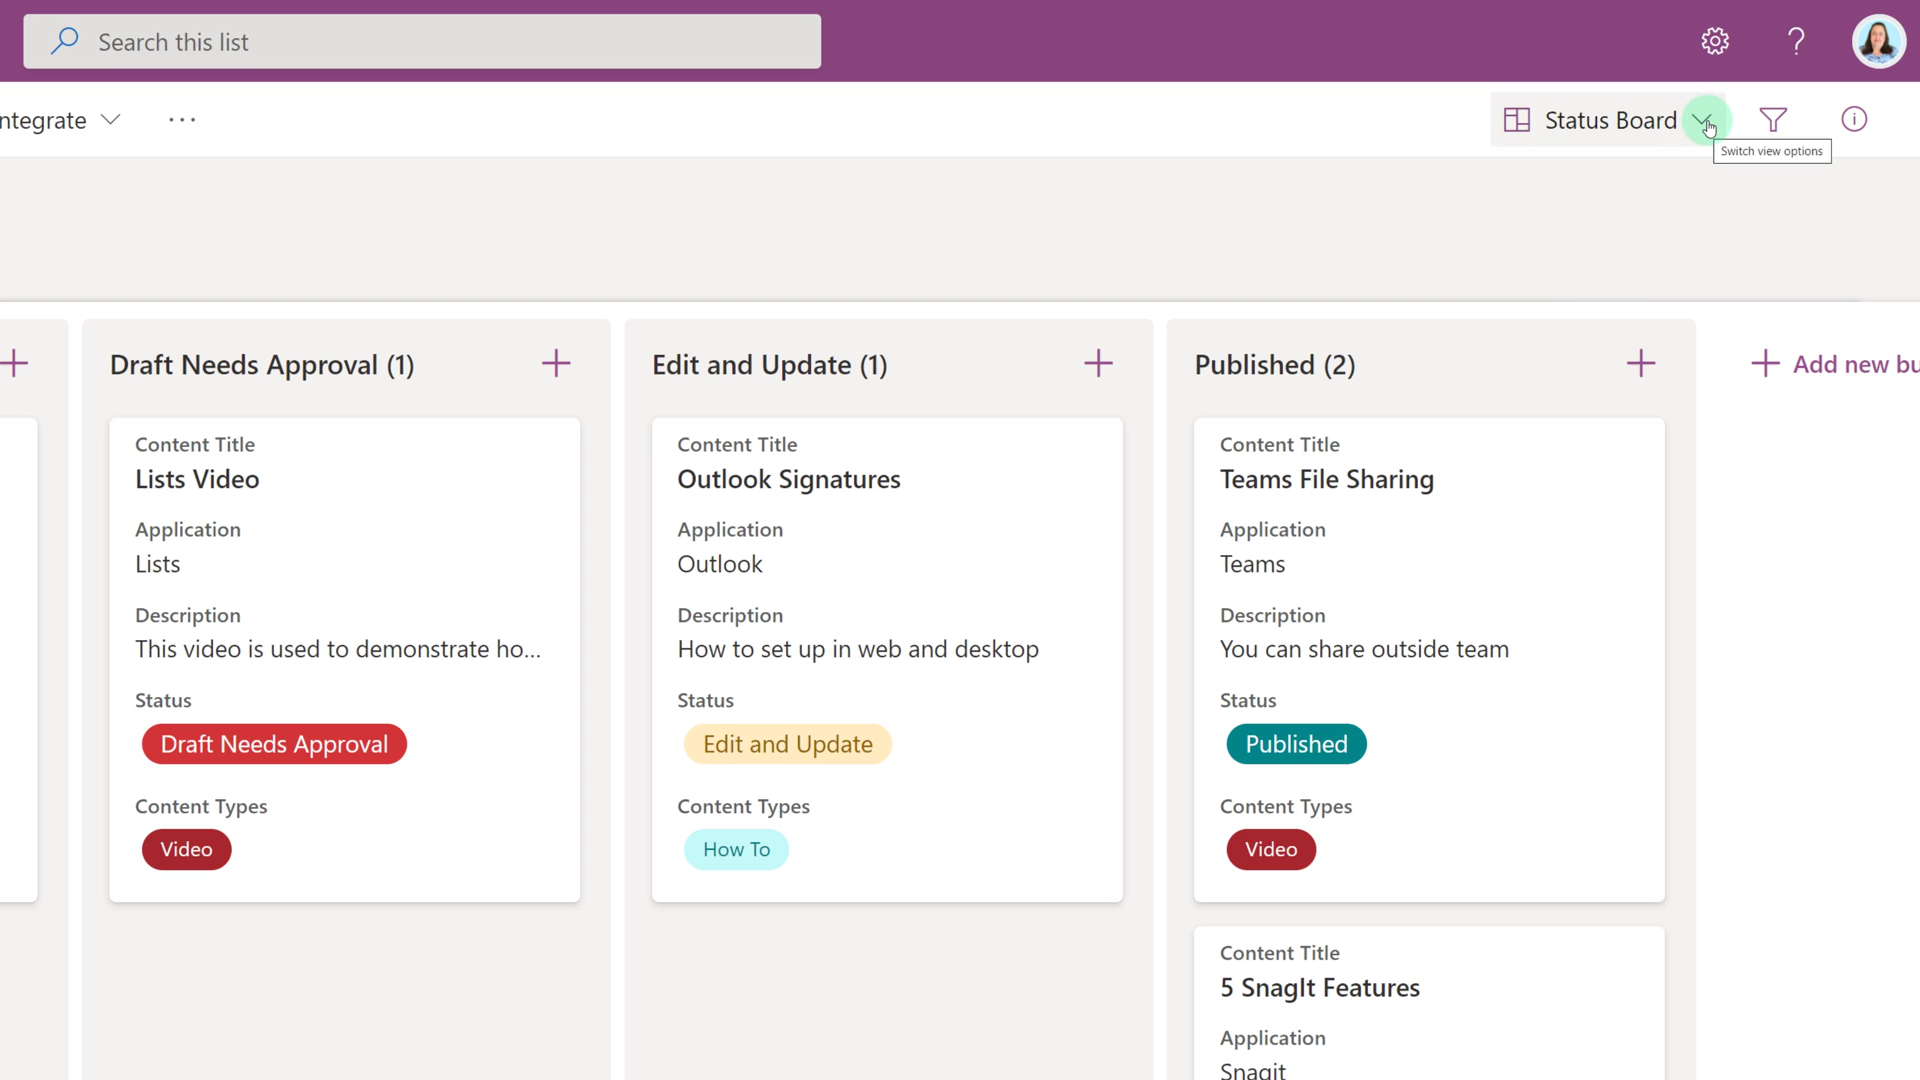 Search this list
ntegrate
Status Board
Switch view options
Draft Needs Approval (1)
Edit and Update (1)
Published (2)
Add new bu
Content Title
Lists Video
Application
Lists
Description
This video is used to demonstrate ho...
Status
Draft Needs Approval
Content Types
Video
Content Title
Outlook Signatures
Application
Outlook
Description
How to set up in web and desktop
Status
Edit and Update
Content Types
How To
Content Title
Teams File Sharing
Application
Teams
Description
You can share outside team
Status
Published
Content Types
Video
Content Title
5 SnagIt Features
Application
Snagit